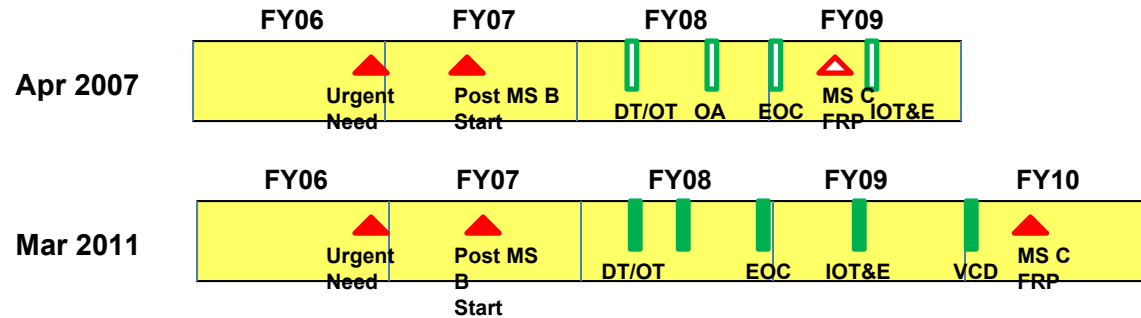 FY06 FY07 FY08 FY09
Apr 2007
Urgent Need
Post MS B Start
DT/OT
OA
EOC
MS C FRP
IOT&E
FY06 FY07 FY08 FY09 FY10
Mar 2011
Urgent Need
Post MS B Start
DT/OT
EOC
IOT&E
VCD
MS C FRP